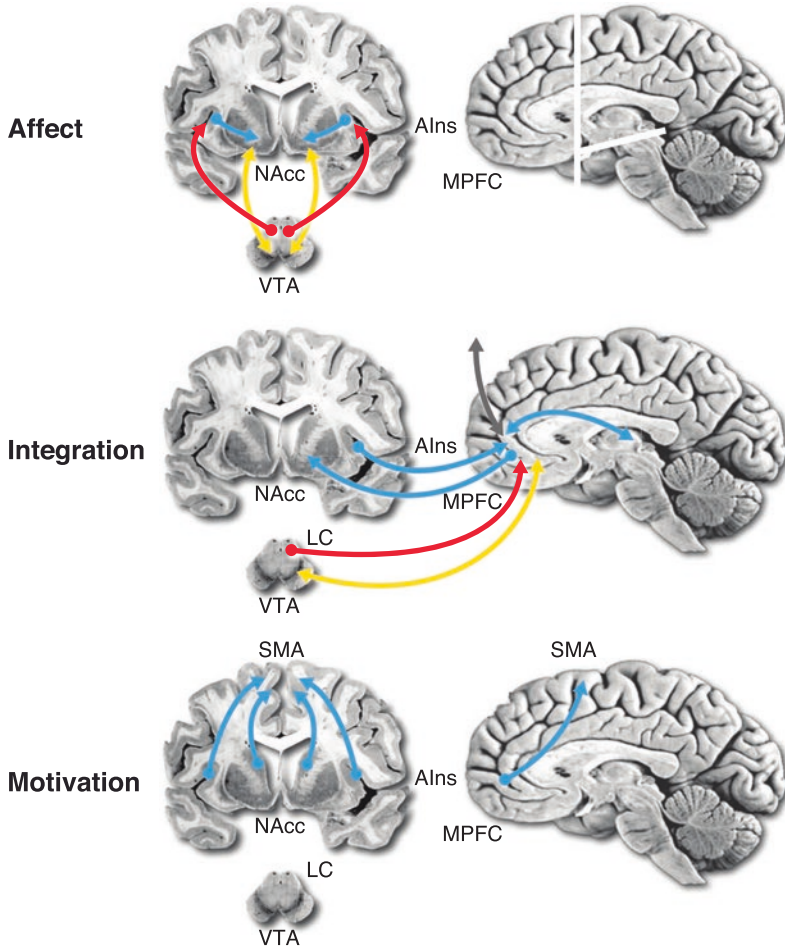 Affect
AIns
NAcc
MPFC
VTA
Integration
AIns
NAcc
MPFC
LC
VTA
SMA
SMA
Motivation
AIns
NAcc
MPFC
LC
VTA